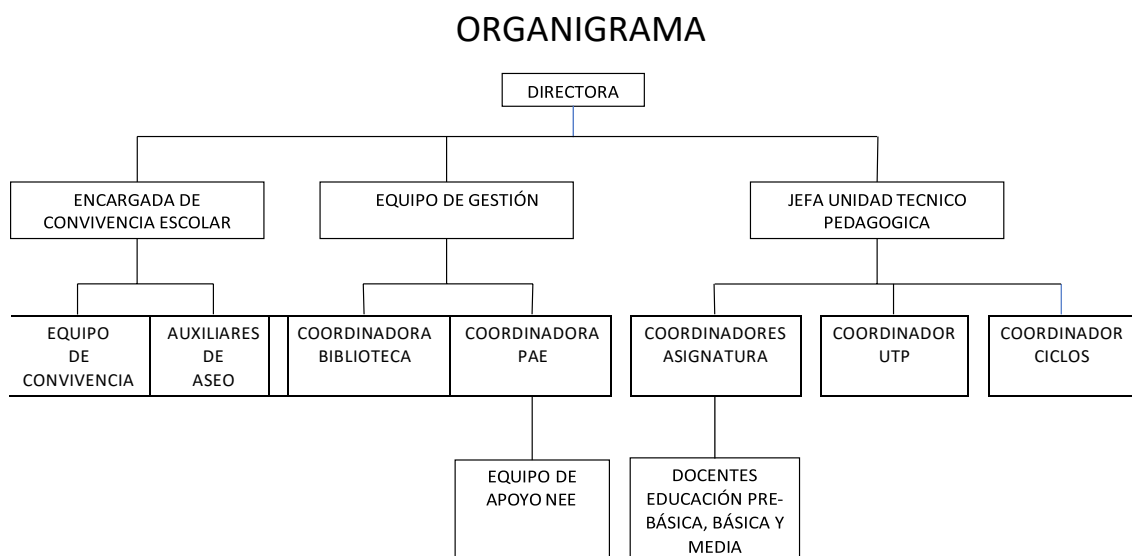 ORGANIGRAMA
DIRECTORA
ENCARGADA DE
CONVIVENCIA ESCOLAR
EQUIPO DE GESTIÓN
JEFA UNIDAD TECNICO
PEDAGOGICA
EQUIPO
DE
CONVIVENCIA
AUXILIARES
DE
ASEO
COORDINADORA
BIBLIOTECA
COORDINADORA
PAE
COORDINADORES
ASIGNATURA
COORDINADOR
UTP
COORDINADOR
CICLOS
EQUIPO DE
APOYO NEE
DOCENTES
EDUCACIÓN PRE-
BÁSICA, BÁSICA Y
MEDIA